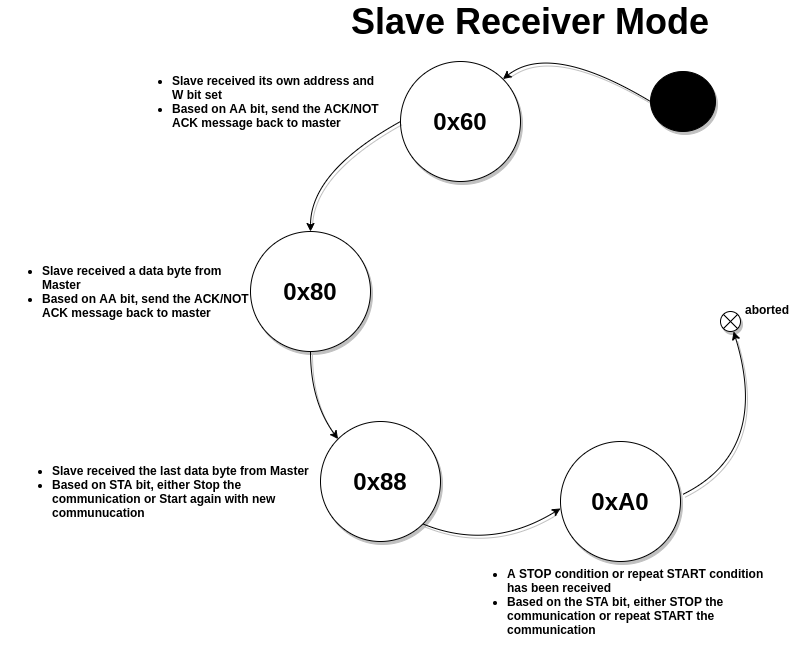 Slave Receiver Mode
Slave received its own address and
W bit set
Based on AA bit, send the ACK/NOT
ACK message back to master
0x60
Slave received a data byte from
Master
Based on AA bit, send the ACK/NOT
ACK message back to master
0x80
aborted
Slave received the last data byte from Master
Based on STA bit, either Stop the
communication or Start again with new
communucation
0x88
0xA0
A STOP condition or repeat START condition
has been received
Based on the STA bit, either STOP the
communication or repeat START the
communication